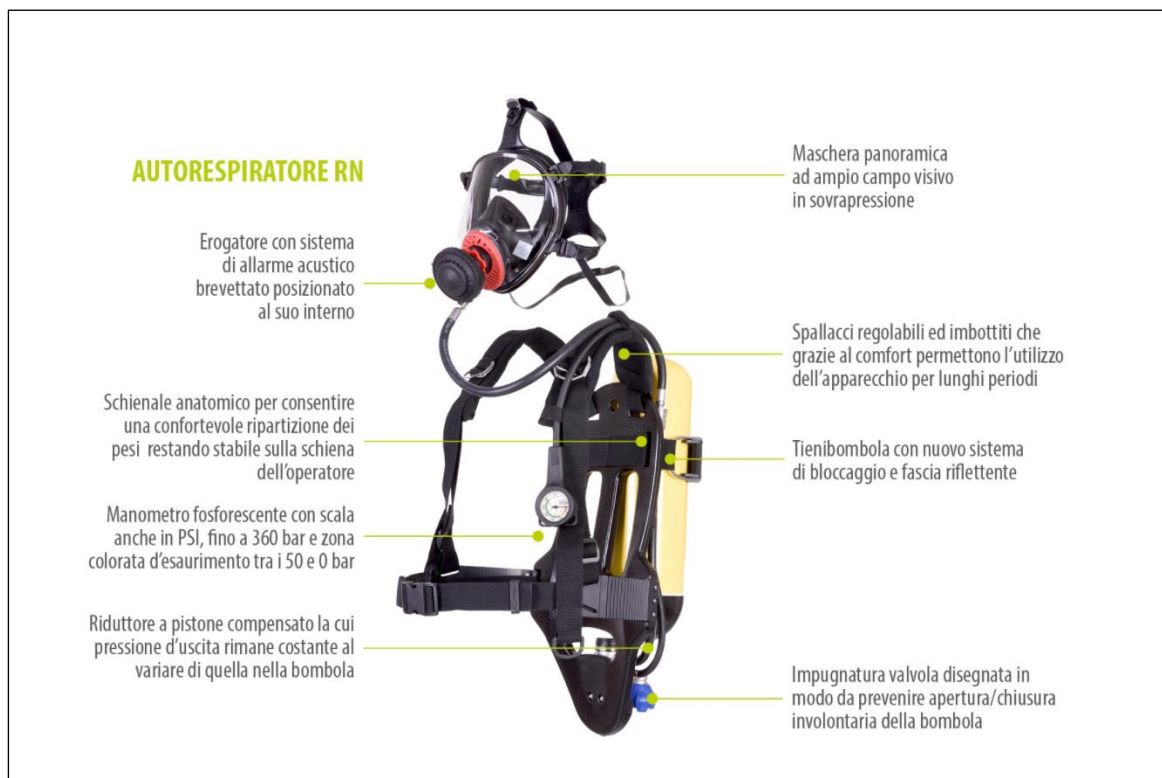 AUTORESPIRATORE RN
Erogatore con sistema
di allarme acustico
brevettato posizionato
al suo interno
Schienale anatomico per consentire
una confortevole ripartizione dei
pesi restando stabile sulla schiena
dell'operatore
Manometro fosforescente con scala
anche in PSI, fino a 360 bar e zona
colorata d'esaurimento tra i 50 e 0 bar
Riduttore a pistone compensato la cui
pressione d'uscita rimane costante al
variare di quella nella bombola
Maschera panoramica
ad ampio campo visivo
in sovrapressione
Spallacci regolabili ed imbottiti che
grazie al comfort permettono l'utilizzo
dell'apparecchio per lunghi periodi
Tienibombola con nuovo sistema
di bloccaggio e fascia riflettente
Impugnatura valvola disegnata in
modo da prevenire apertura/chiusura
involontaria della bombola